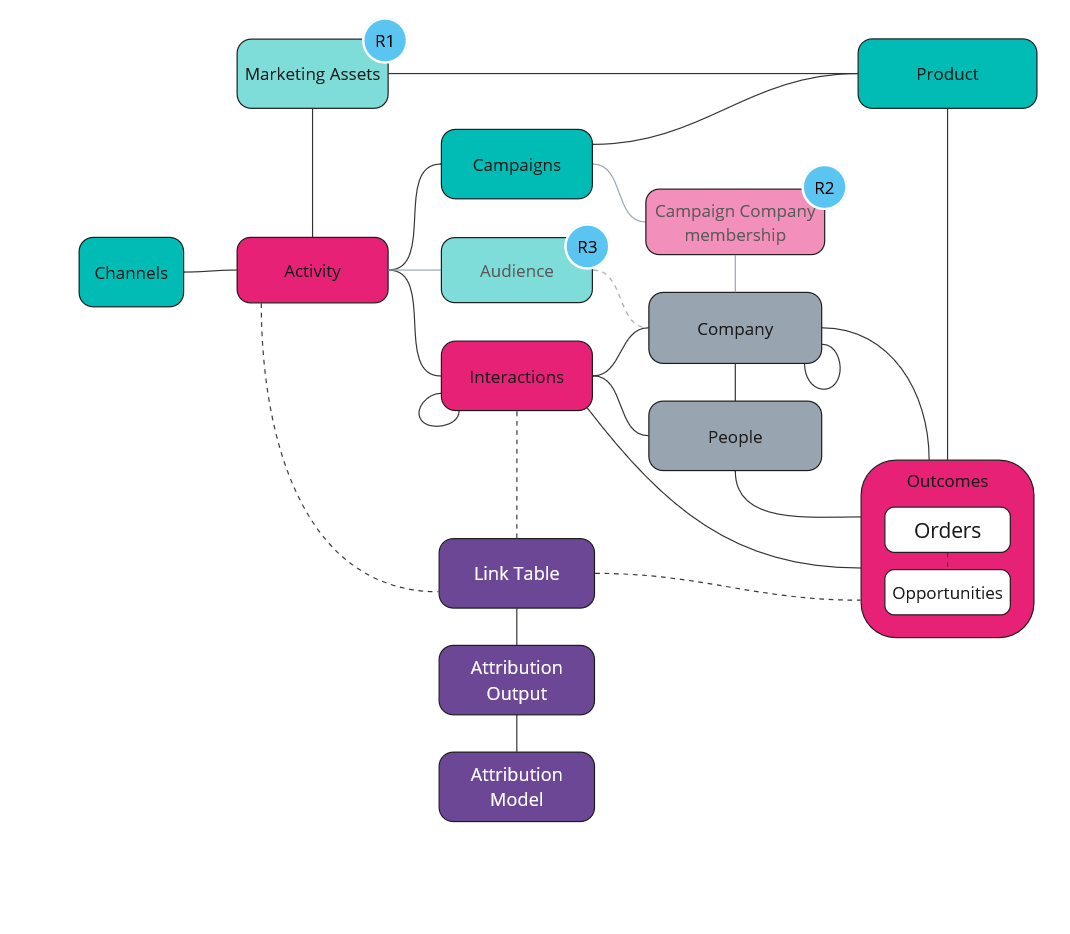 R1
Marketing Assets
Product
Campaigns
R2
Campaign Company
membership
R3
Channels
Activity
Audience
Company
Interactions
People
Outcomes
Orders
Opportunities
Link Table
Attribution
Output
Attribution
Model